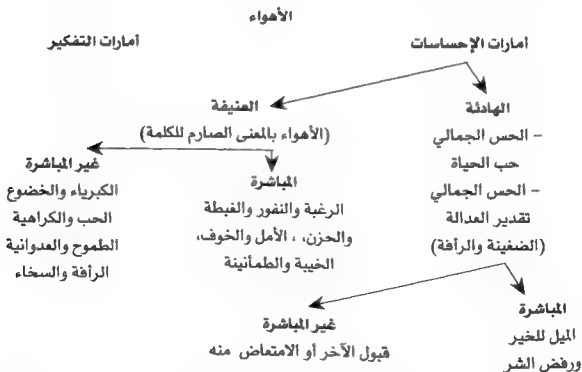 الأهواء
أمارات الإحساسات
أمارات التفكير
الهادئة
– الحس الجمالي
حب الحياة
– الحس الجمالي
تقدير العدالة
(الضغينة والرأفة)
العنيفة
(الأهواء بالمعنى الصارم للكلمة)
المباشرة
الرغبة والنفور والغبطة
والحزن، ، الأمل والخوف،
الخيبة والطمأنينة
غير المباشرة
الكبرياء والخضوع
الحب والكراهية
الطموح والعدوانية
الرأفة والسخاء
المباشرة
الميل للخير
ورفض الشر
غير المباشرة
قبول الآخر أو الامتعاض منه